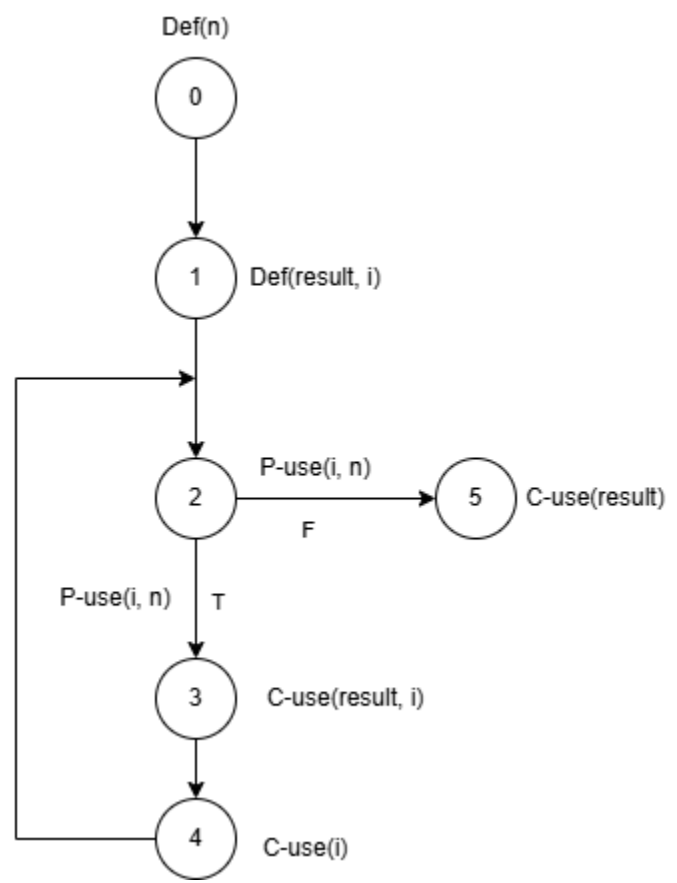 Def(n)
0
1
Def(result, i)
2
P-use(i, n)
F
5
C-use(result)
P-use(i, n)
T
3
C-use(result, i)
4
C-use(i)